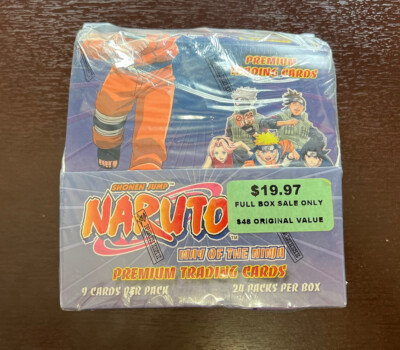 PREMIUM
TRADING CARDS
SHONEN JUMP
NARUTO
WAY OF THE NINJA
PREMIUM TRADING CARDS
9 CARDS PER PACK
24 PACKS PER BOX
$19.97
FULL BOX SALE ONLY
$48 ORIGINAL VALUE